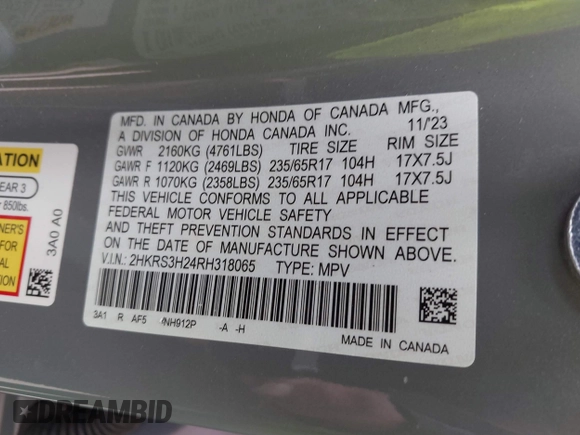 MFD. IN CANADA BY HONDA OF CANADA MFG.,
A DIVISION OF HONDA CANADA INC. 11/'23
GVWR 2160KG (4761LBS) TIRE SIZE RIM SIZE
GAWR F 1120KG (2469LBS) 235/65R17 104H 17X7.5J
GAWR R 1070KG (2358LBS) 235/65R17 104H 17X7.5J
THIS VEHICLE CONFORMS TO ALL APPLICABLE
FEDERAL MOTOR VEHICLE SAFETY
AND THEFT PREVENTION STANDARDS IN EFFECT
ON THE DATE OF MANUFACTURE SHOWN ABOVE.
V.I.N.: 2HKRS3H24RH318065 TYPE: MPV
3A1 R AF5 /NH912P -A -H
MADE IN CANADA
EAR 3
850lbs.
FOR
AL
3A0 A0
DREAMBID